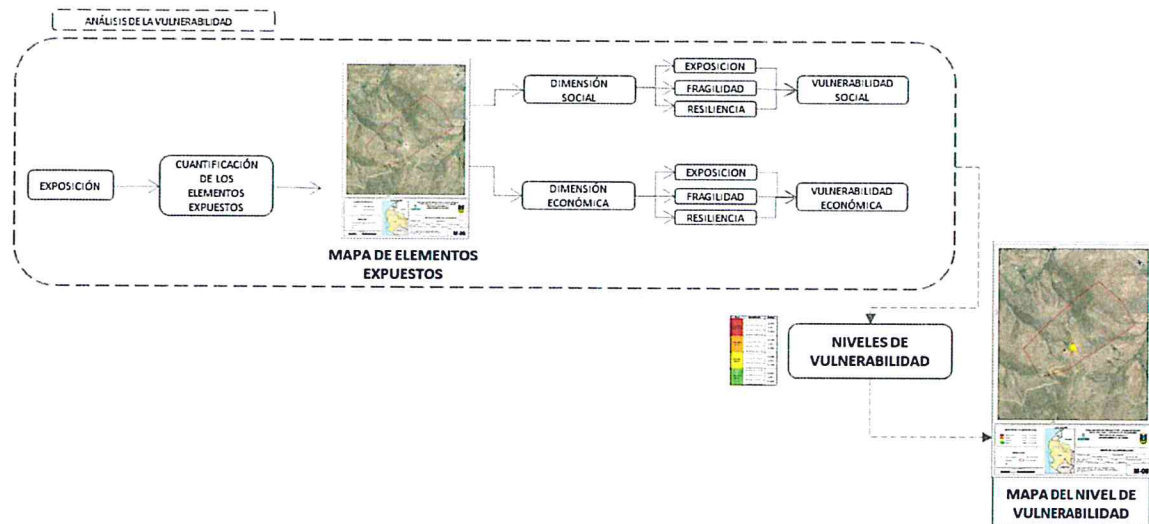 ANÁLISIS DE LA VULNERABILIDAD
EXPOSICIÓN
CUANTIFICACIÓN
DE LOS
ELEMENTOS
EXPUESTOS
MAPA DE ELEMENTOS
EXPUESTOS
DIMENSIÓN
SOCIAL
EXPOSICION
FRAGILIDAD
RESILIENCIA
VULNERABILIDAD
SOCIAL
DIMENSIÓN
ECONÓMICA
EXPOSICION
FRAGILIDAD
RESILIENCIA
VULNERABILIDAD
ECONÓMICA
NIVELES DE
VULNERABILIDAD
MAPA DEL NIVEL DE
VULNERABILIDAD